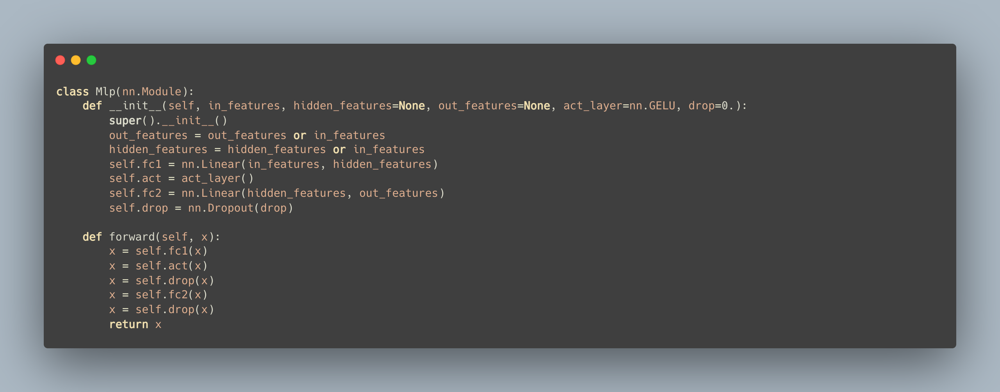 class Mlp(nn.Module):
    def __init__(self, in_features, hidden_features=None, out_features=None, act_layer=nn.GELU, drop=0.):
        super().__init__()
        out_features = out_features or in_features
        hidden_features = hidden_features or in_features
        self.fc1 = nn.Linear(in_features, hidden_features)
        self.act = act_layer()
        self.fc2 = nn.Linear(hidden_features, out_features)
        self.drop = nn.Dropout(drop)

    def forward(self, x):
        x = self.fc1(x)
        x = self.act(x)
        x = self.drop(x)
        x = self.fc2(x)
        x = self.drop(x)
        return x